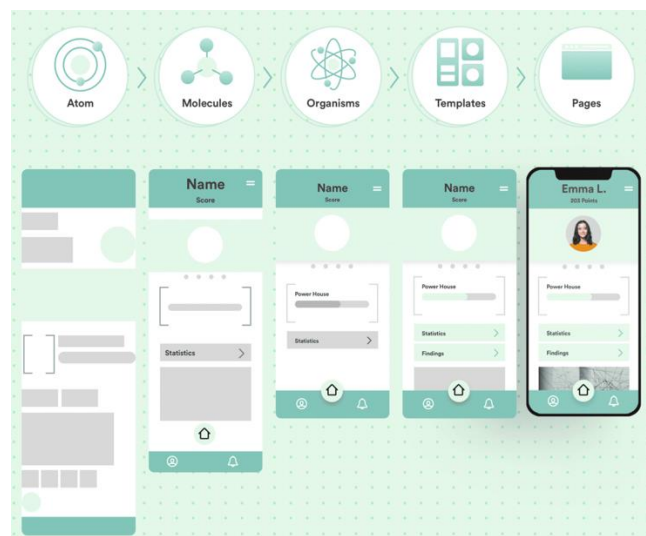 Atom
Molecules
Organisms
Templates
Pages
Name
Score
Statistics
Name
Score
Power House
Statistics
Name
Score
Power House
Statistics
Findings
Emma L.
203 Points
Power House
Statistics
Findings